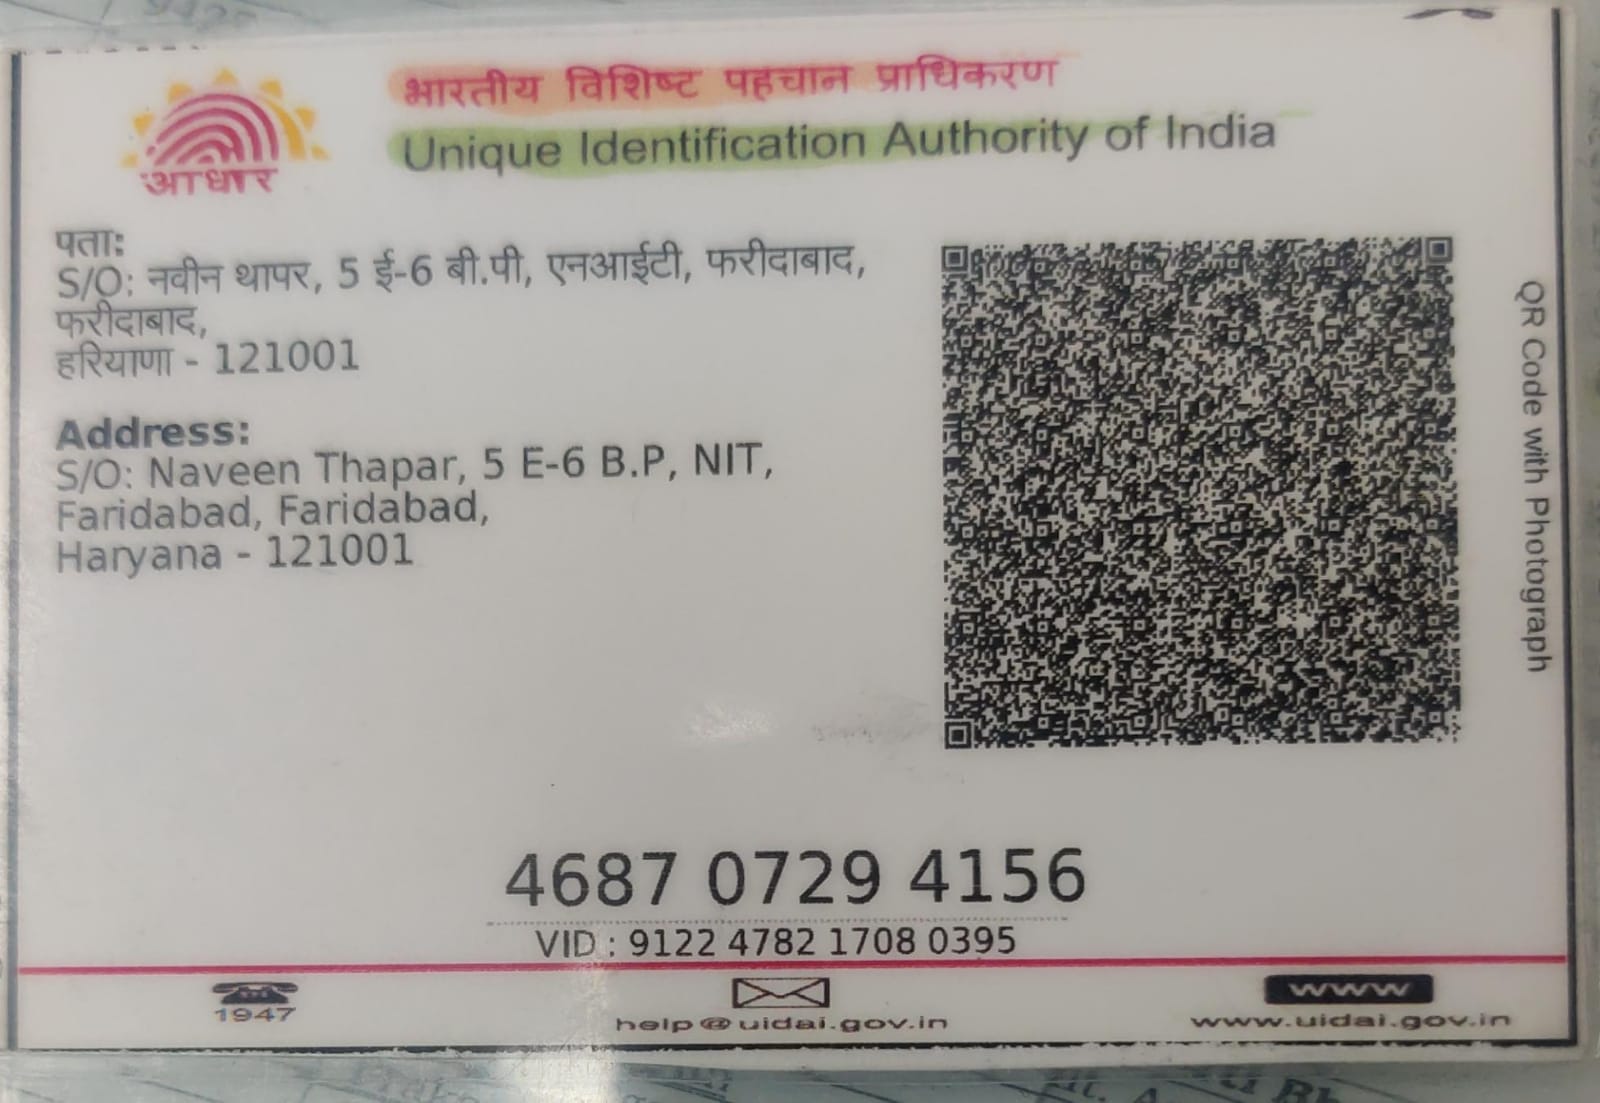 आधार
भारतीय विशिष्ट पहचान प्राधिकरण
Unique Identification Authority of India
पता:
S/O: नवीन थापर, 5 ई-6 बी.पी, एनआईटी, फरीदाबाद,
फरीदाबाद,
हरियाणा - 121001
Address:
S/O: Naveen Thapar, 5 E-6 B.P, NIT,
Faridabad, Faridabad,
Haryana - 121001
QR Code with Photograph
4687 0729 4156
VID : 9122 4782 1708 0395
1947
help@uidai.gov.in
www
www.uidai.gov.in